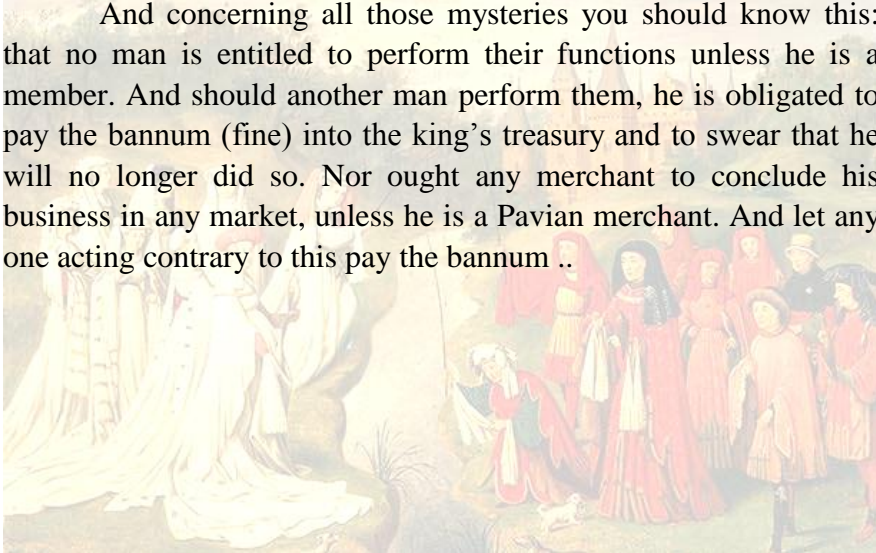 And concerning all those mysteries you should know this:
that no man is entitled to perform their functions unless he is a
member. And should another man perform them, he is obligated to
pay the bannum (fine) into the king’s treasury and to swear that he
will no longer did so. Nor ought any merchant to conclude his
business in any market, unless he is a Pavian merchant. And let any
one acting contrary to this pay the bannum ..